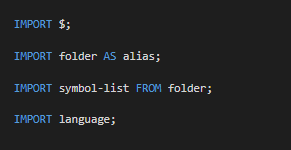 IMPORT $;
IMPORT folder AS alias;
IMPORT symbol-list FROM folder;
IMPORT language;